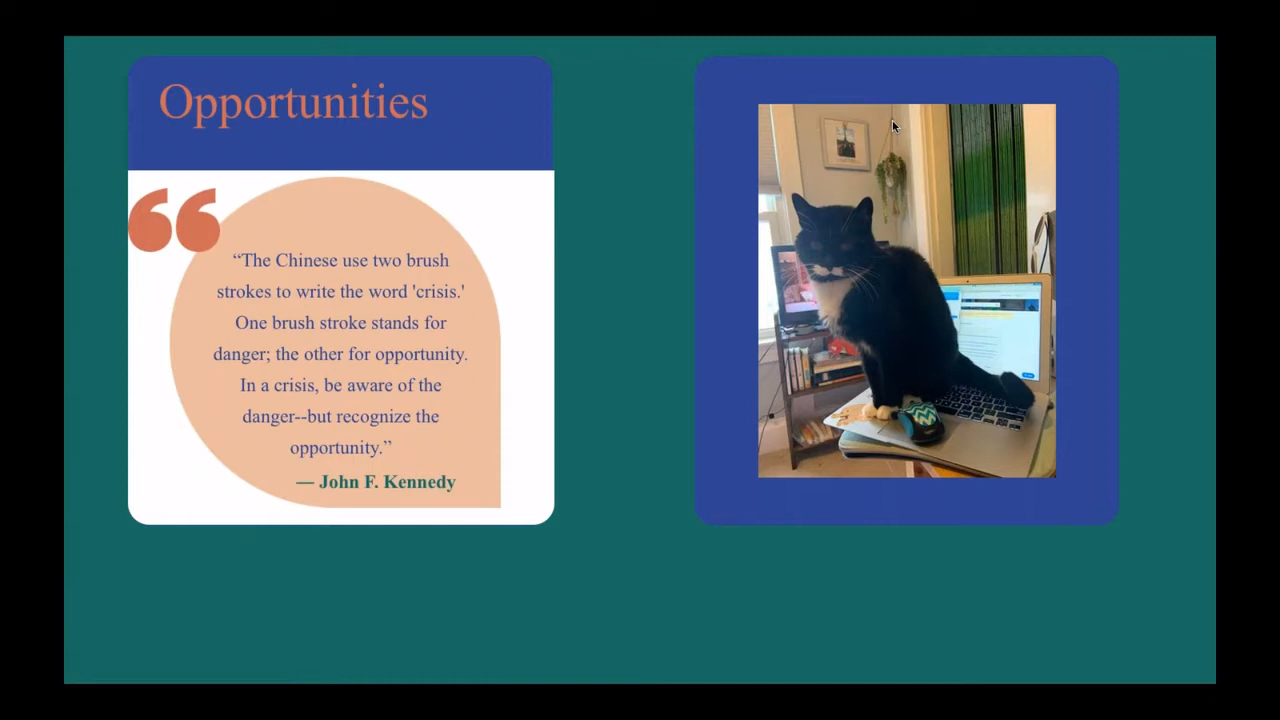 Opportunities
“The Chinese use two brush
strokes to write the word 'crisis.'
One brush stroke stands for
danger; the other for opportunity.
In a crisis, be aware of the
danger--but recognize the
opportunity.”
— John F. Kennedy